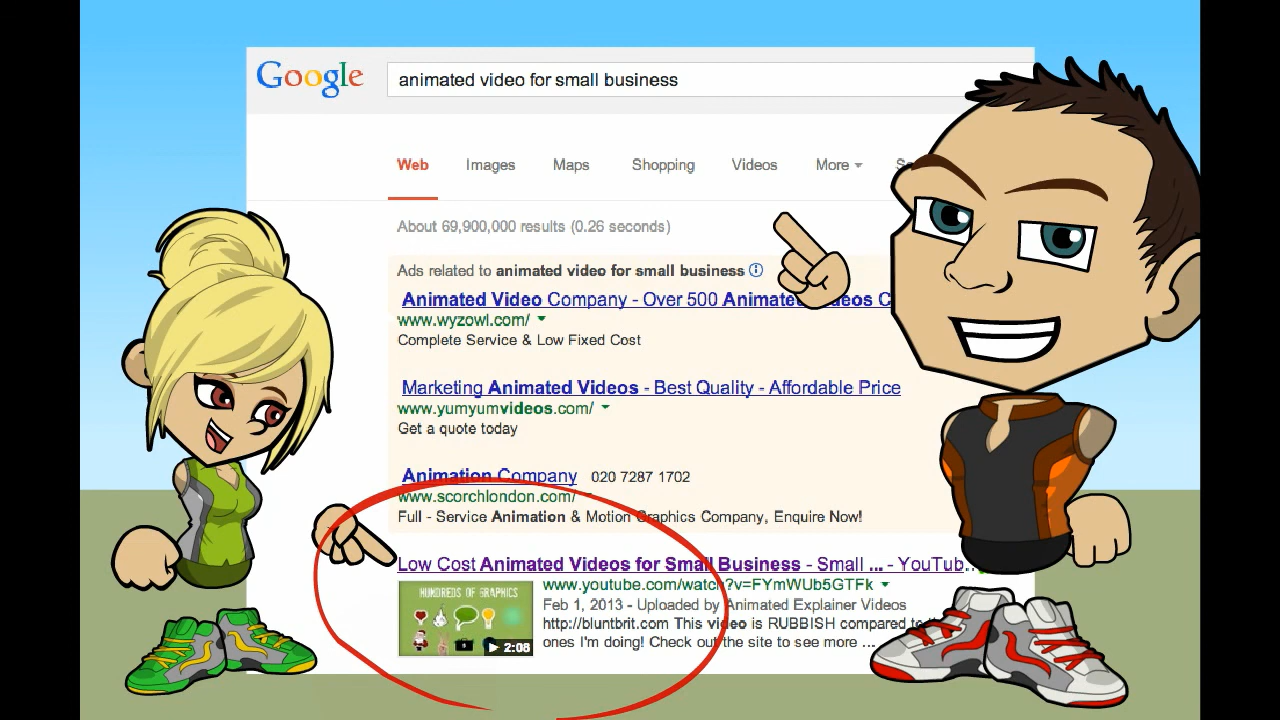 Google animated video for small business
Web Images Maps Shopping Videos More
About 69,900,000 results (0.26 seconds)
Ads related to animated video for small business
Animated Video Company - Over 500 Animated Videos C
www.wyzowl.com/
Complete Service & Low Fixed Cost
Marketing Animated Videos - Best Quality - Affordable Price
www.yumyumvideos.com/
Get a quote today
Animation Company 020 7287 1702
www.scorchlondon.com/
Full - Service Animation & Motion Graphics Company, Enquire Now!
Low Cost Animated Videos for Small Business - Small ... - YouTub..
HUNDREDS OF GRAPHICS
2:08
www.youtube.com/watch?v=FYmWUb5GTFk
Feb 1, 2013 - Uploaded by Animated Explainer Videos
http://bluntbrit.com This video is RUBBISH compared to
ones I'm doing! Check out the site to see more ...